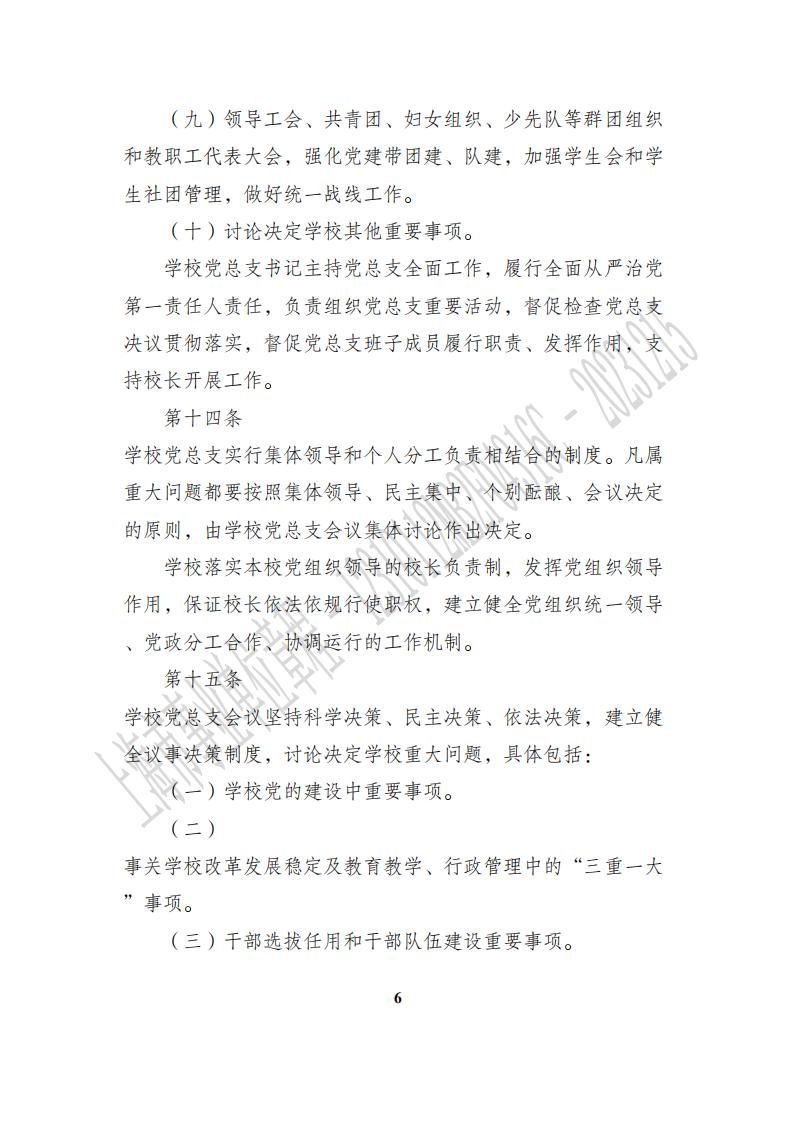 （九）领导工会、共青团、妇女组织、少先队等群团组织
和教职工代表大会，强化党建带团建、队建，加强学生会和学
生社团管理，做好统一战线工作。
（十）讨论决定学校其他重要事项。
学校党总支书记主持党总支全面工作，履行全面从严治党
第一责任人责任，负责组织党总支重要活动，督促检查党总支
决议贯彻落实，督促党总支班子成员履行职责、发挥作用，支
持校长开展工作。
第十四条
学校党总支实行集体领导和个人分工负责相结合的制度。凡属
重大问题都要按照集体领导、民主集中、个别酝酿、会议决定
的原则，由学校党总支会议集体讨论作出决定。
学校落实本校党组织领导的校长负责制，发挥党组织领导
作用，保证校长依法依规行使职权，建立健全党组织统一领导
、党政分工合作、协调运行的工作机制。
第十五条
学校党总支会议坚持科学决策、民主决策、依法决策，建立健
全议事决策制度，讨论决定学校重大问题，具体包括：
（一）学校党的建设中重要事项。
（二）
事关学校改革发展稳定及教育教学、行政管理中的“三重一大
”事项。
（三）干部选拔任用和干部队伍建设重要事项。
6